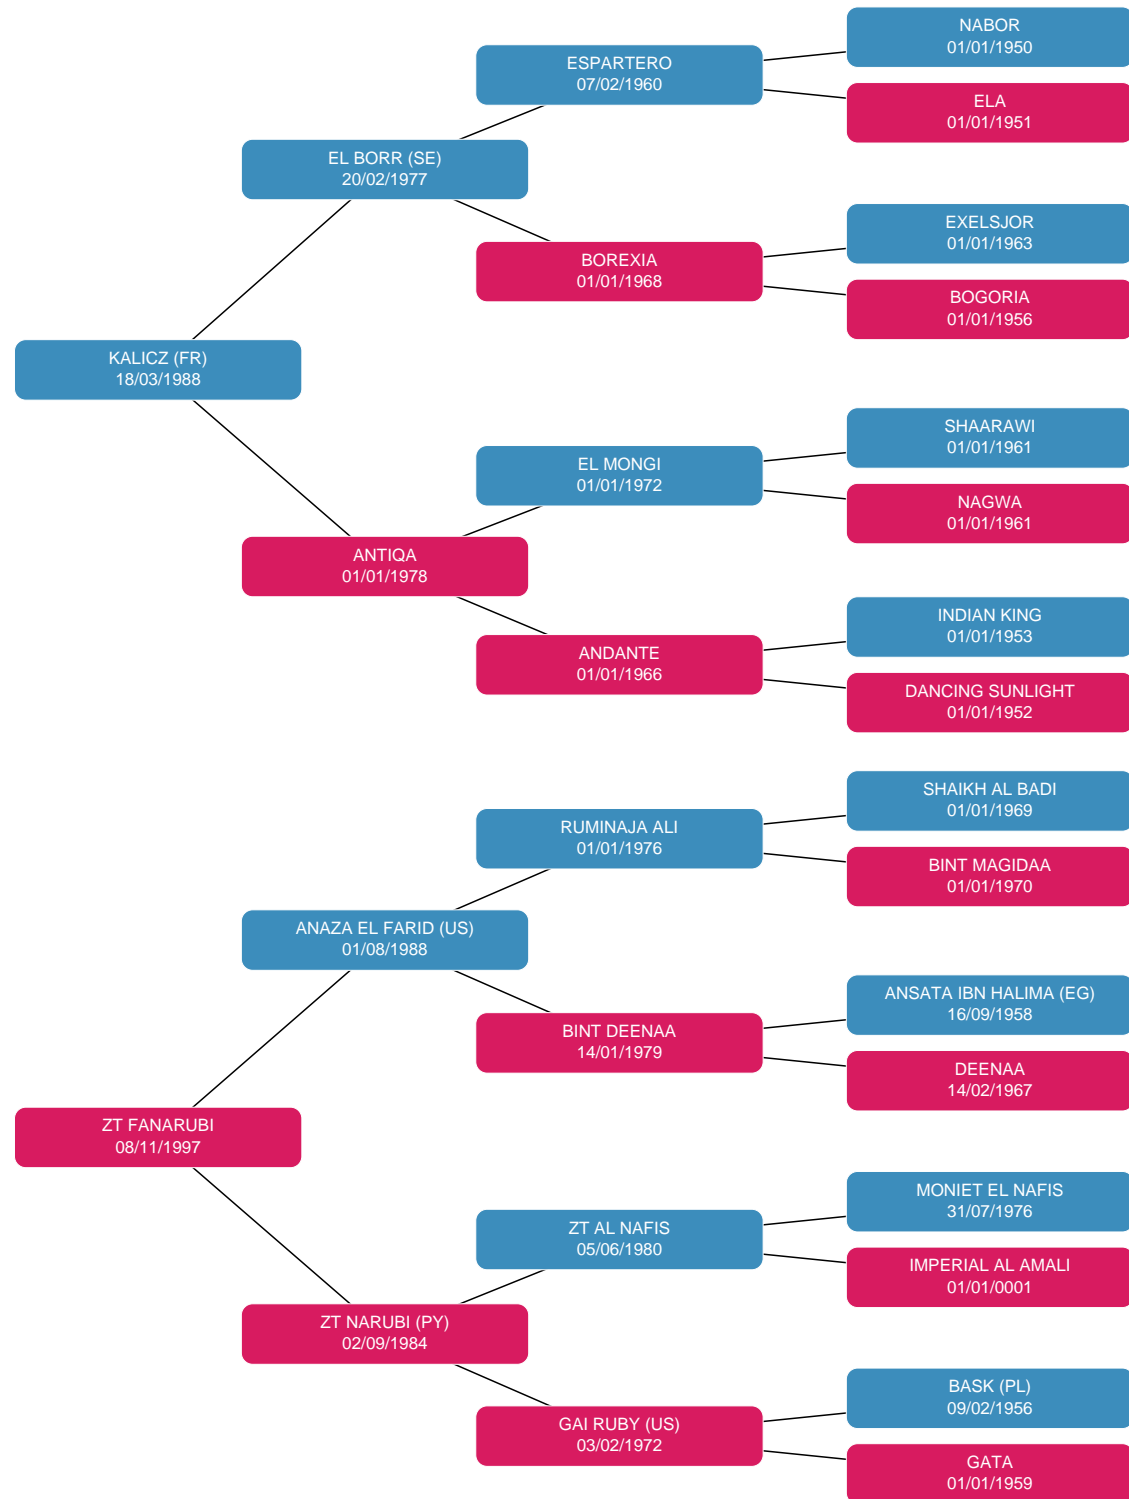 NABOR
01/01/1950
ESPARTERO
07/02/1960
ELA
01/01/1951
EL BORR (SE)
20/02/1977
EXELSJOR
01/01/1963
BOREXIA
01/01/1968
BOGORIA
01/01/1956
KALICZ (FR)
18/03/1988
SHAARAWI
01/01/1961
EL MONGI
01/01/1972
NAGWA
01/01/1961
ANTIQA
01/01/1978
INDIAN KING
01/01/1953
ANDANTE
01/01/1966
DANCING SUNLIGHT
01/01/1952
SHAIKH AL BADI
01/01/1969
RUMINAJA ALI
01/01/1976
BINT MAGIDAA
01/01/1970
ANAZA EL FARID (US)
01/08/1988
ANSATA IBN HALIMA (EG)
16/09/1958
BINT DEENAA
14/01/1979
DEENAA
14/02/1967
ZT FANARUBI
08/11/1997
MONIET EL NAFIS
31/07/1976
ZT AL NAFIS
05/06/1980
IMPERIAL AL AMALI
01/01/0001
ZT NARUBI (PY)
02/09/1984
BASK (PL)
09/02/1956
GAI RUBY (US)
03/02/1972
GATA
01/01/1959